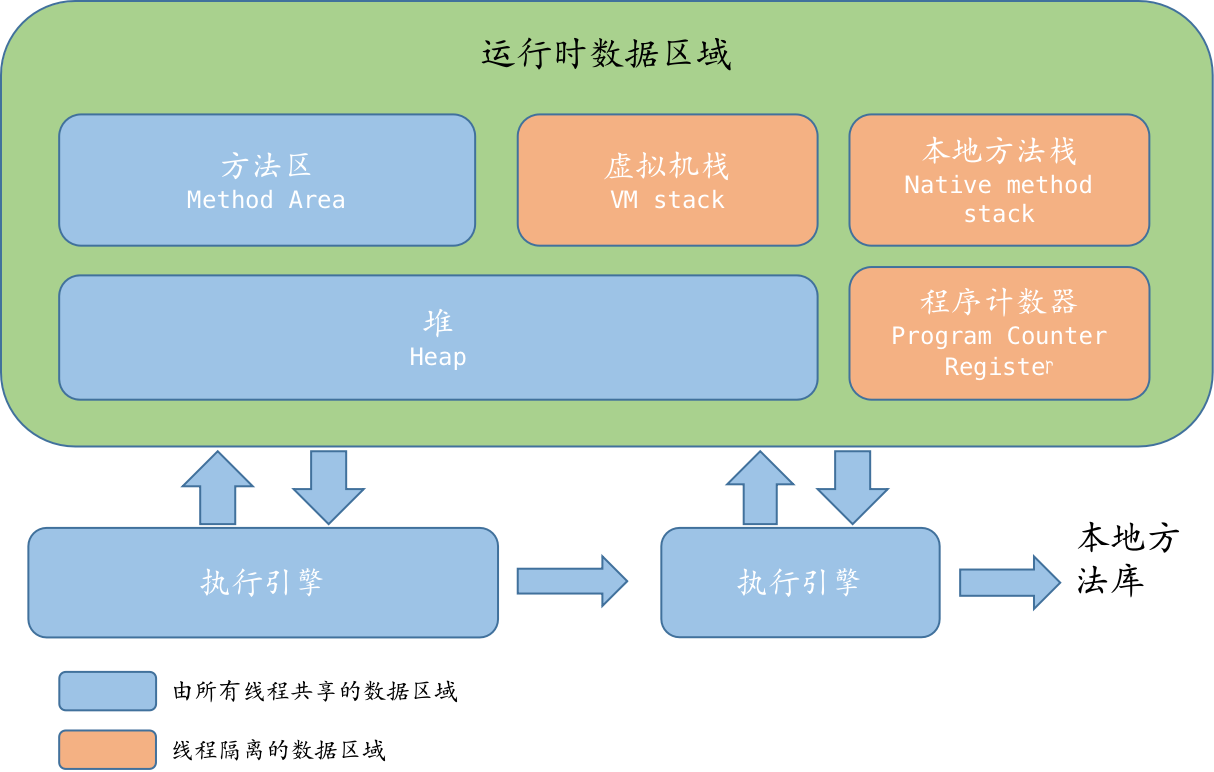 运行时数据区域
方法区
Method Area
虚拟机栈
VM stack
本地方法栈
Native method
stack
堆
Heap
程序计数器
Program Counter
Register
执行引擎
执行引擎
本地方
法库
由所有线程共享的数据区域
线程隔离的数据区域